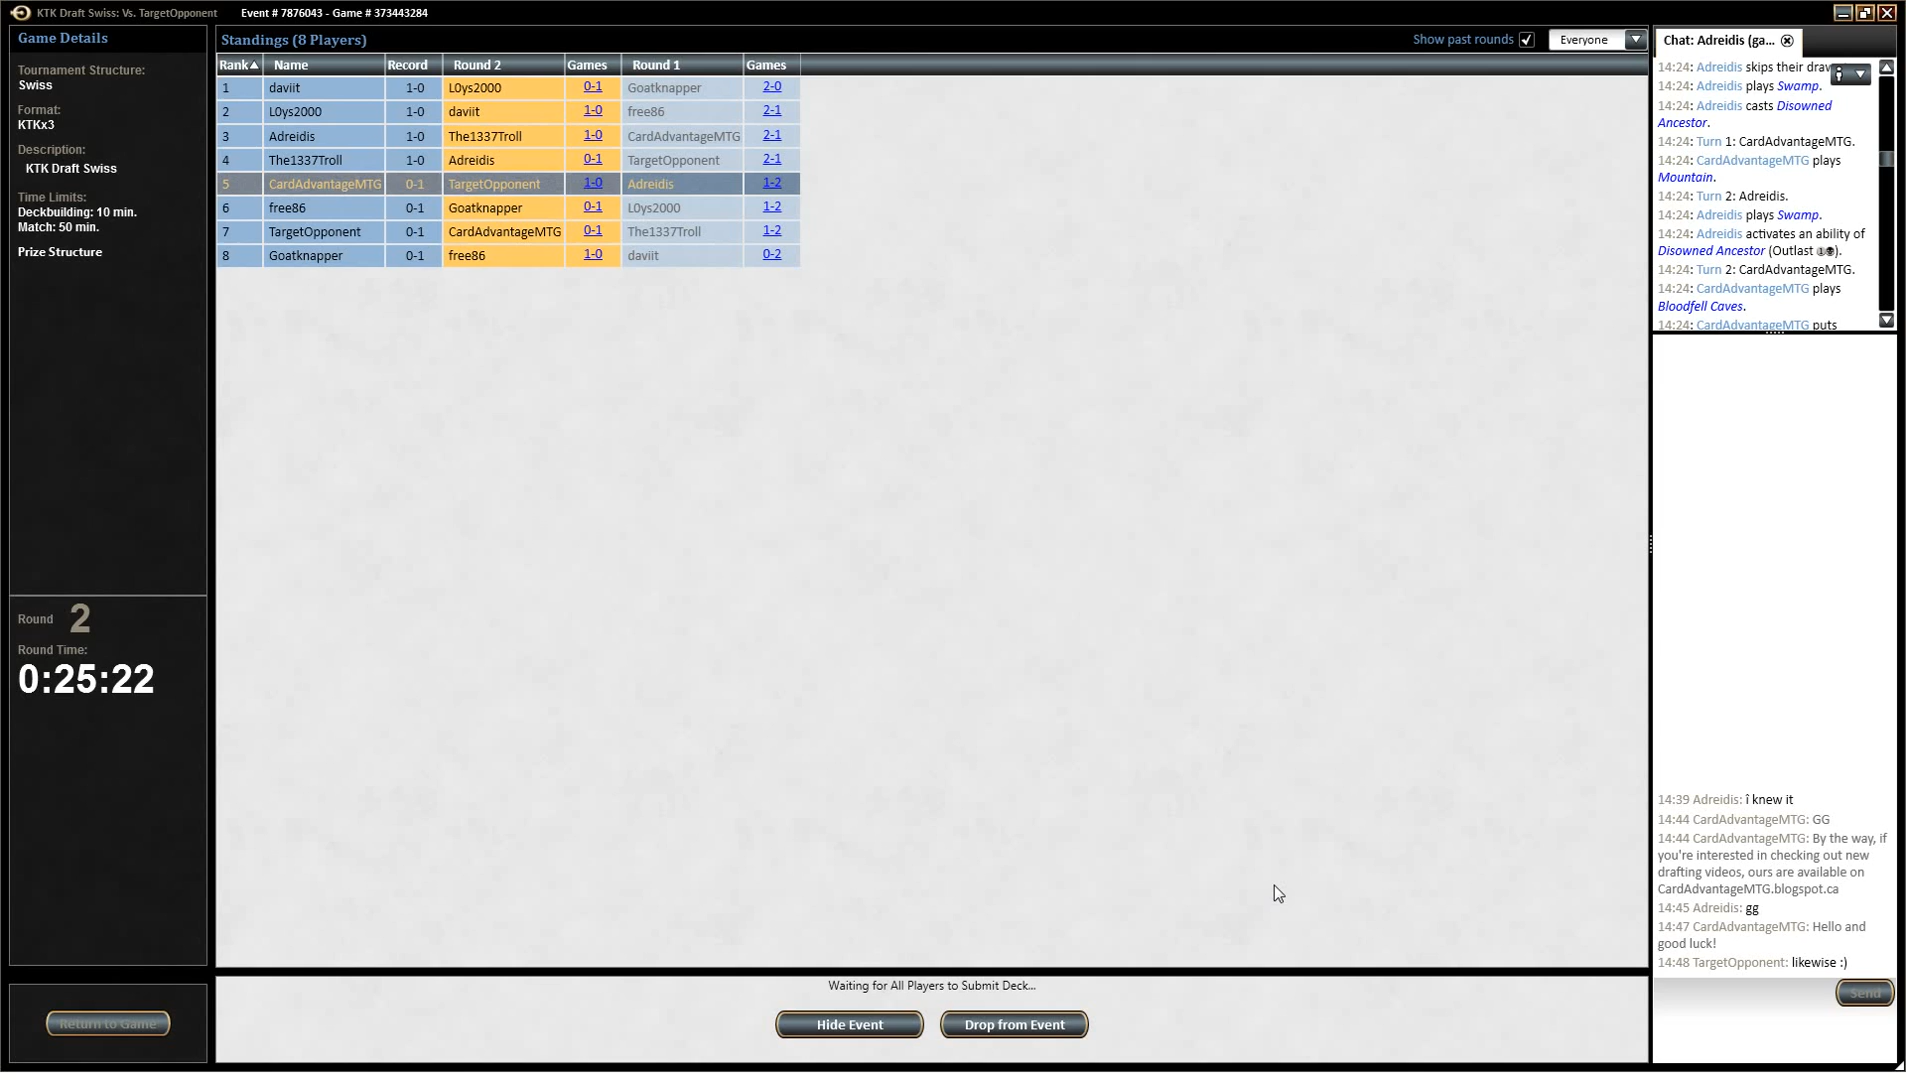 KTK Draft Swiss: Vs. TargetOpponent Event # 7876043 - Game # 373443284
Game Details
Tournament Structure:
Swiss
Format:
KTKx3
Description:
KTK Draft Swiss
Time Limits:
Deckbuilding: 10 min.
Match: 50 min.
Prize Structure
Round 2
Round Time:
0:25:22
Return to Game
Standings (8 Players) Show past rounds Everyone
Rank Name Record Round 2 Games Round 1 Games
1 daviit 1-0 L0ys2000 0-1 Goatknapper 2-0
2 L0ys2000 1-0 daviit 1-0 free86 2-1
3 Adreidis 1-0 The1337Troll 1-0 CardAdvantageMTG 2-1
4 The1337Troll 1-0 Adreidis 0-1 TargetOpponent 2-1
5 CardAdvantageMTG 0-1 TargetOpponent 1-0 Adreidis 1-2
6 free86 0-1 Goatknapper 0-1 L0ys2000 1-2
7 TargetOpponent 0-1 CardAdvantageMTG 0-1 The1337Troll 1-2
8 Goatknapper 0-1 free86 1-0 daviit 0-2
Waiting for All Players to Submit Deck...
Hide Event Drop from Event
Chat: Adreidis (ga...
14:24: Adreidis skips their
14:24: Adreidis plays Swamp.
14:24: Adreidis casts Disowned
Ancestor.
14:24: Turn 1: CardAdvantageMTG.
14:24: CardAdvantageMTG plays
Mountain.
14:24: Turn 2: Adreidis.
14:24: Adreidis plays Swamp.
14:24: Adreidis activates an ability of
Disowned Ancestor (Outlast ).
14:24: Turn 2: CardAdvantageMTG.
14:24: CardAdvantageMTG plays
Bloodfell Caves.
14:24: CardAdvantageMTG puts
14:39 Adreidis: î knew it
14:44 CardAdvantageMTG: GG
14:44 CardAdvantageMTG: By the way, if
you're interested in checking out new
drafting videos, ours are available on
CardAdvantageMTG.blogspot.ca
14:45 Adreidis: gg
14:47 CardAdvantageMTG: Hello and
good luck!
14:48 TargetOpponent: likewise :)
Send